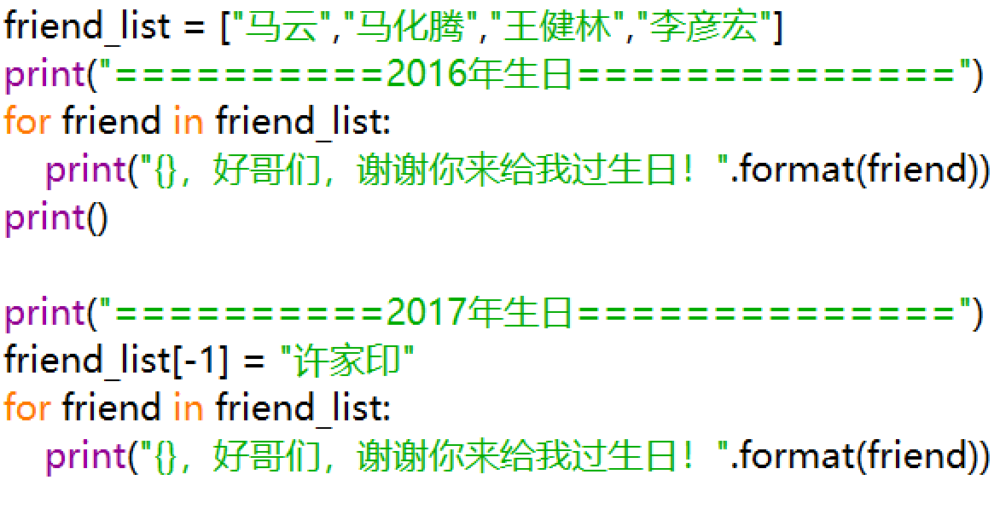 friend_list = ["马云","马化腾","王健林","李彦宏"]
print("==========2016年生日==============")
for friend in friend_list:
    print("{}，好哥们，谢谢你来给我过生日！".format(friend))
print()
print("==========2017年生日==============")
friend_list[-1] = "许家印"
for friend in friend_list:
    print("{}，好哥们，谢谢你来给我过生日！".format(friend))